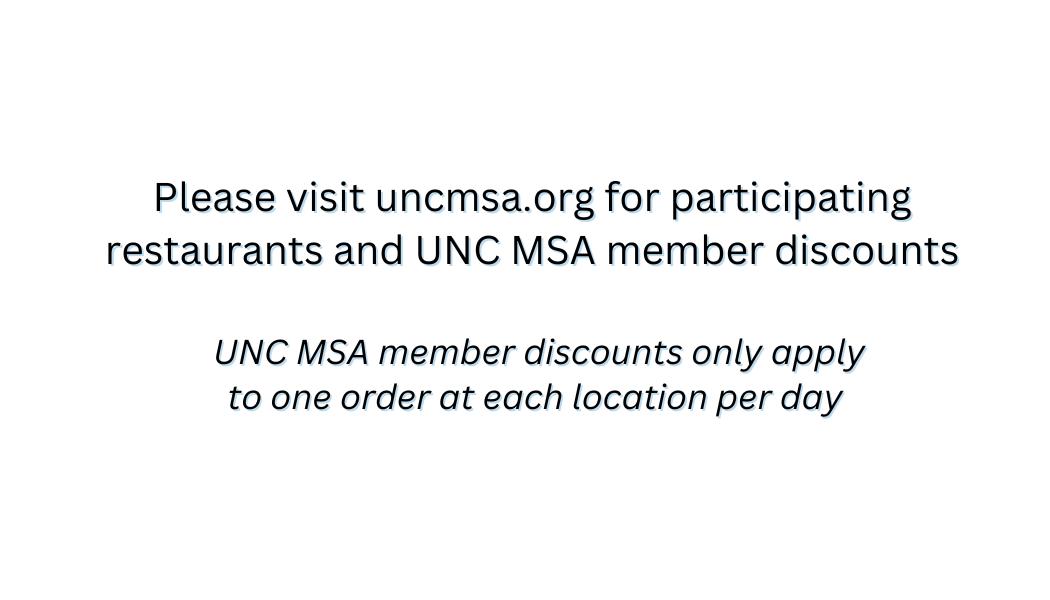 Please visit uncmsa.org for participating
restaurants and UNC MSA member discounts
UNC MSA member discounts only apply
to one order at each location per day